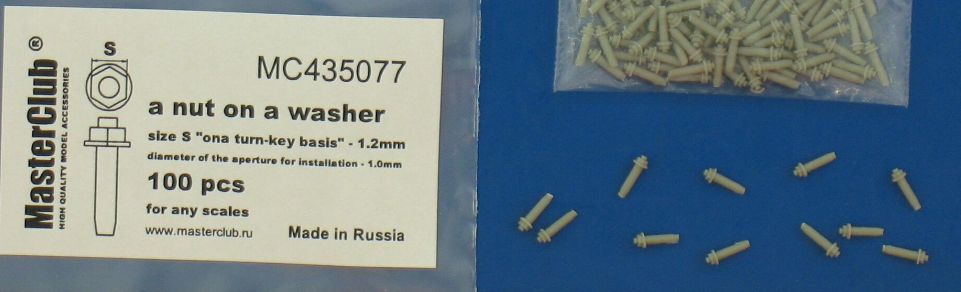 MasterClub®
HIGH QUALITY MODEL ACCESSORIES
S
MC435077
a nut on a washer
size S "ona turn-key basis" - 1.2mm
diameter of the aperture for installation - 1.0mm
100 pcs
for any scales
www.masterclub.ru
Made in Russia